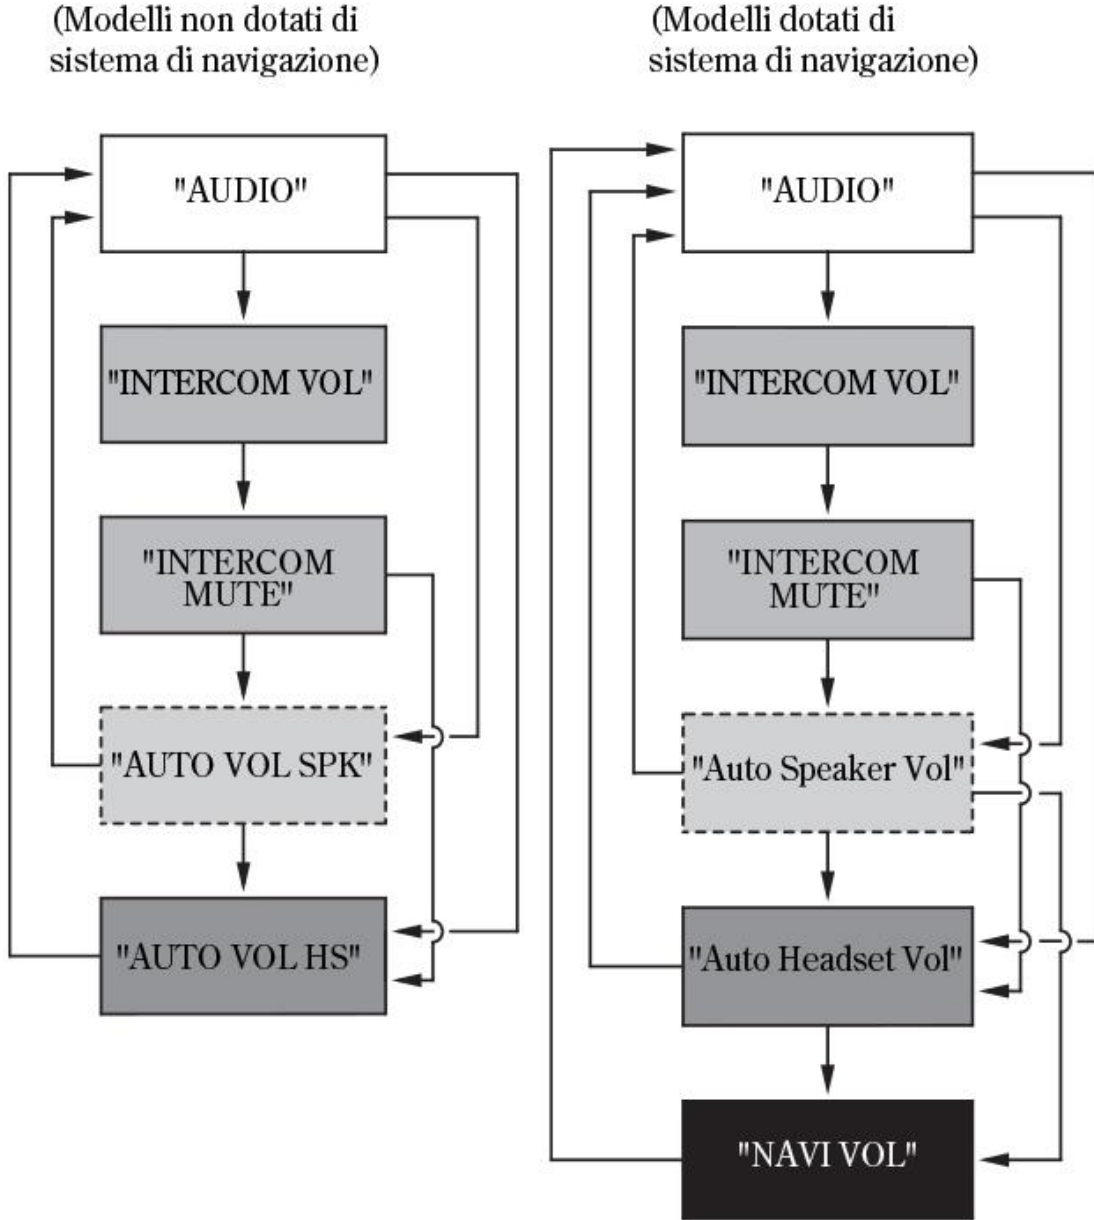 (Modelli non dotati di
sistema di navigazione)
"AUDIO"
"INTERCOM VOL"
"INTERCOM
MUTE"
"AUTO VOL SPK"
"AUTO VOL HS"
(Modelli dotati di
sistema di navigazione)
"AUDIO"
"INTERCOM VOL"
"INTERCOM
MUTE"
"Auto Speaker Vol"
"Auto Headset Vol"
"NAVI VOL"